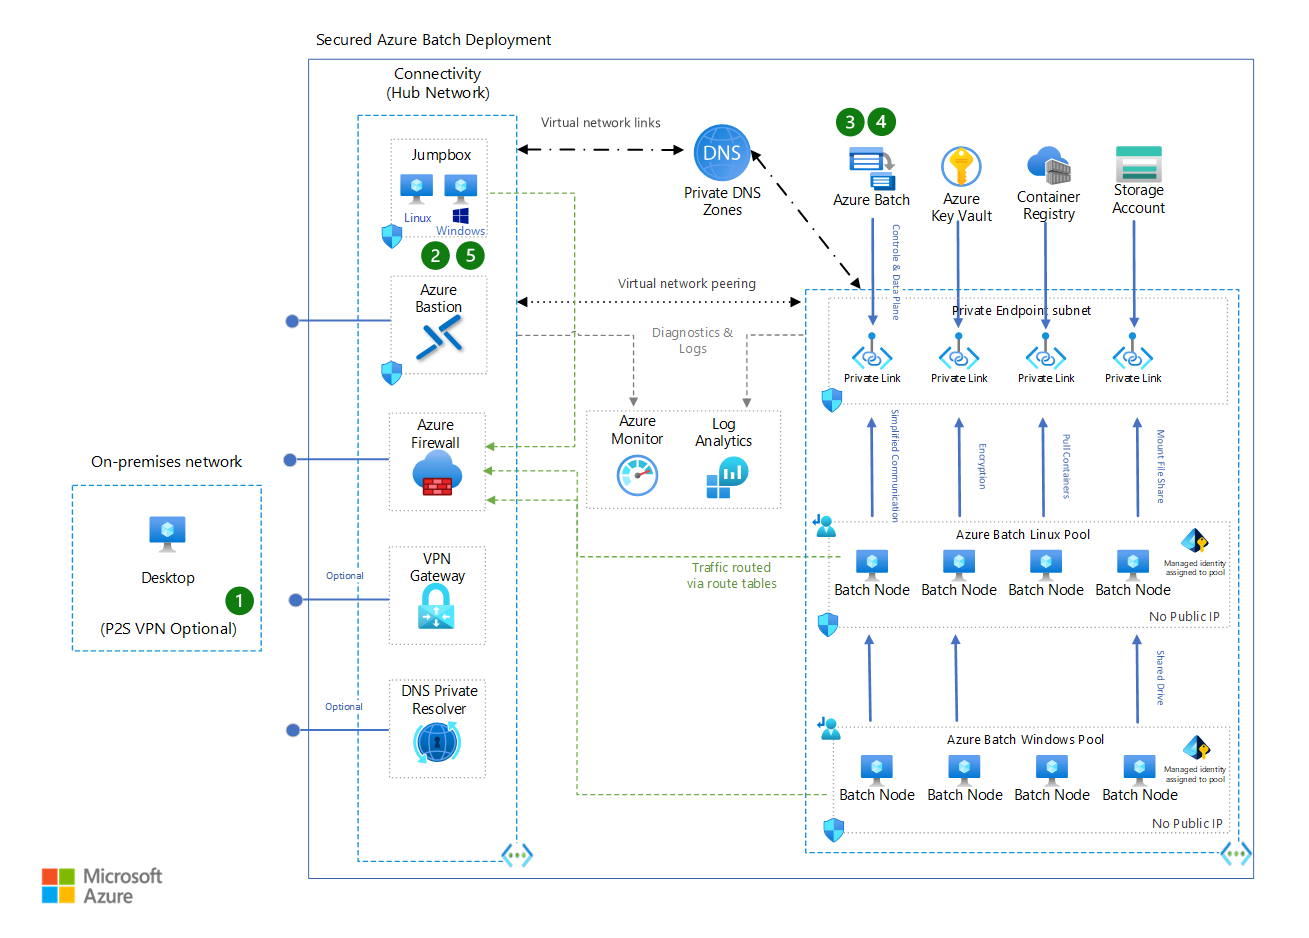 Secured Azure Batch Deployment
Connectivity
(Hub Network)
Jumpbox
Linux
Windows
2
5
Azure
Bastion
Azure
Firewall
VPN
Gateway
DNS Private
Resolver
Optional
Optional
On-premises network
Desktop
1
(P2S VPN Optional)
Virtual network links
DNS
Private DNS
Zones
Virtual network peering
Diagnostics &
Logs
Azure
Monitor
Log
Analytics
Traffic routed
via route tables
3
4
Azure Batch
Azure
Key Vault
Container
Registry
Storage
Account
Controle & Data Plane
Private Endpoint subnet
Private Link
Private Link
Private Link
Private Link
Simplified Communication
Encryption
Pull Containers
Mount File Share
Azure Batch Linux Pool
Batch Node
Batch Node
Batch Node
Batch Node
Managed identity
assigned to pool
No Public IP
Shared Drive
Azure Batch Windows Pool
Batch Node
Batch Node
Batch Node
Batch Node
Managed identity
assigned to pool
No Public IP
Microsoft
Azure